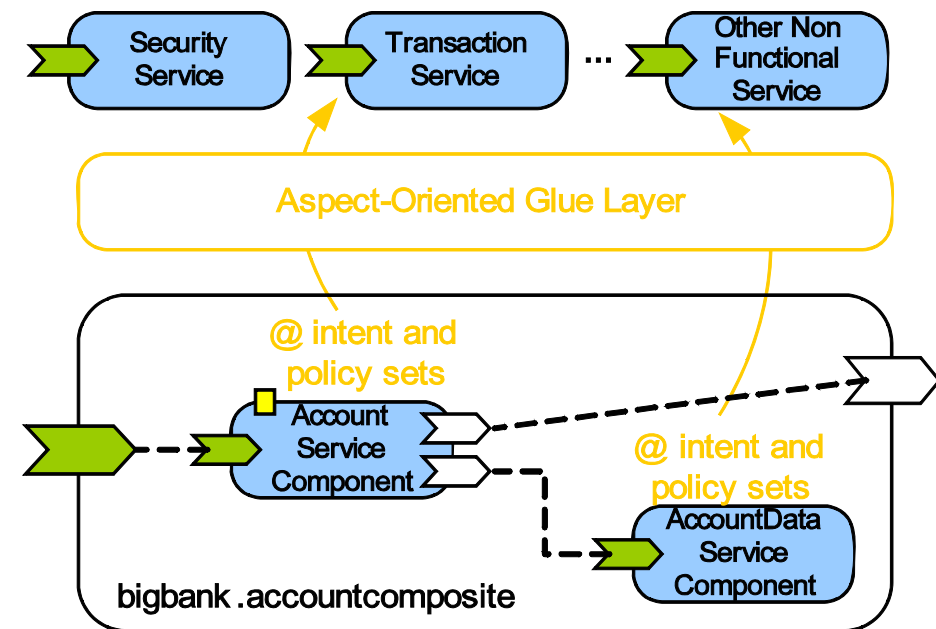 Security
Service
Transaction
Service
...
Other Non
Functional
Service
Aspect-Oriented Glue Layer
@ intent and
policy sets
Account
Service
Component
@ intent and
policy sets
AccountData
Service
Component
bigbank.accountcomposite